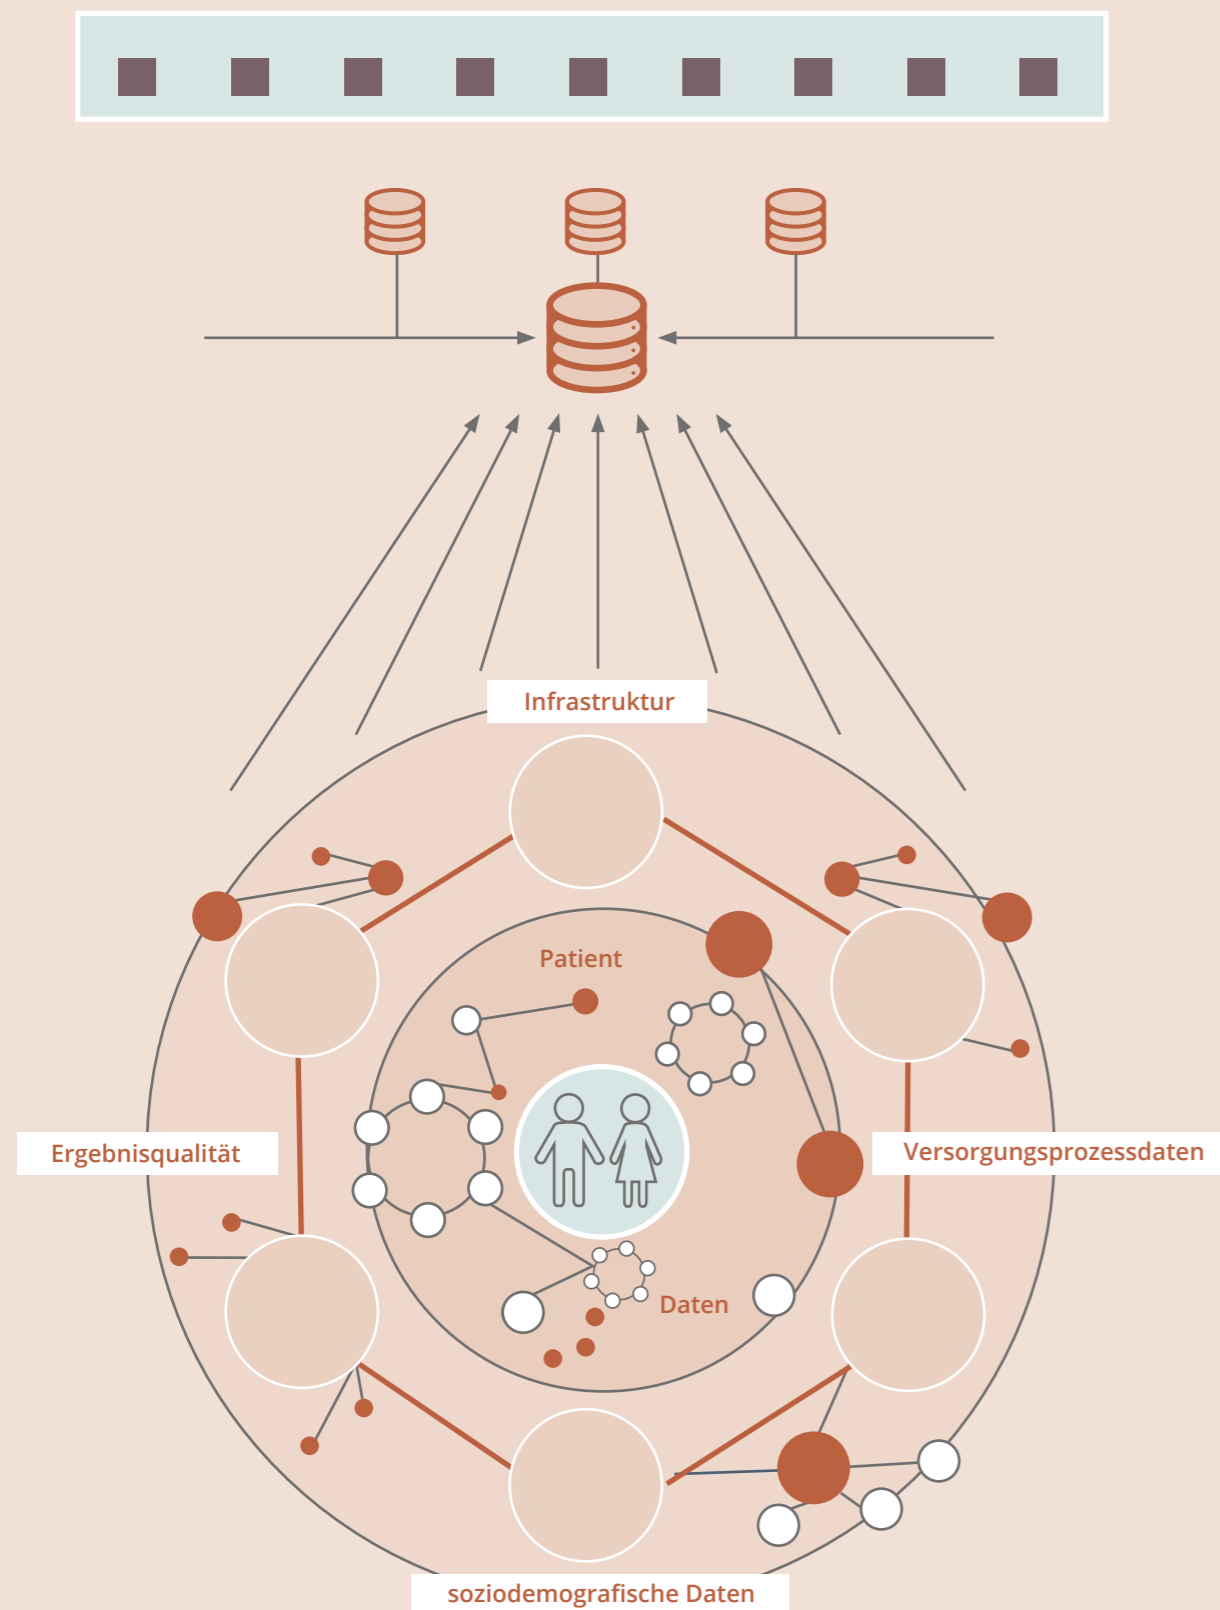 Infrastruktur
Patient
Ergebnisqualität
Versorgungsprozessdaten
Daten
soziodemografische Daten